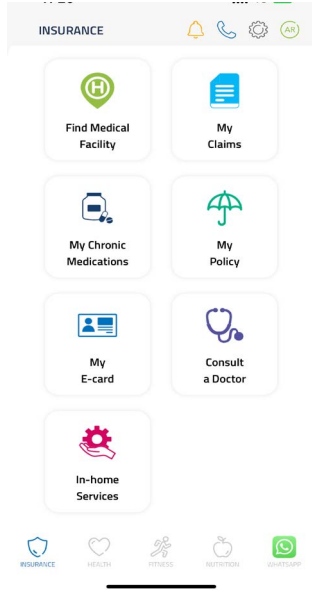 INSURANCE
AR
H
Find Medical
Facility
My
Claims
My Chronic
Medications
My
Policy
My
E-card
Consult
a Doctor
In-home
Services
INSURANCE HEALTH FITNESS NUTRITION WHATSAPP